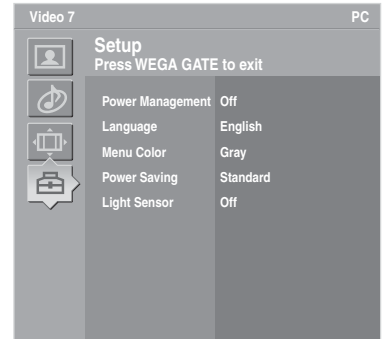 Video 7 PC
Setup
Press WEGA GATE to exit
Power Management Off
Language English
Menu Color Gray
Power Saving Standard
Light Sensor Off